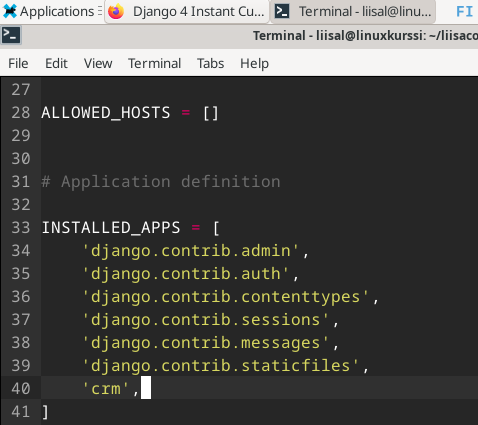 Applications
Django 4 Instant Cu...
Terminal - liisal@linu...
FI
Terminal - liisal@linuxkurssi: ~/liisaco
File Edit View Terminal Tabs Help
27
28 ALLOWED_HOSTS = []
29
30
31 # Application definition
32
33 INSTALLED_APPS = [
34 'django.contrib.admin',
35 'django.contrib.auth',
36 'django.contrib.contenttypes',
37 'django.contrib.sessions',
38 'django.contrib.messages',
39 'django.contrib.staticfiles',
40 'crm',
41 ]